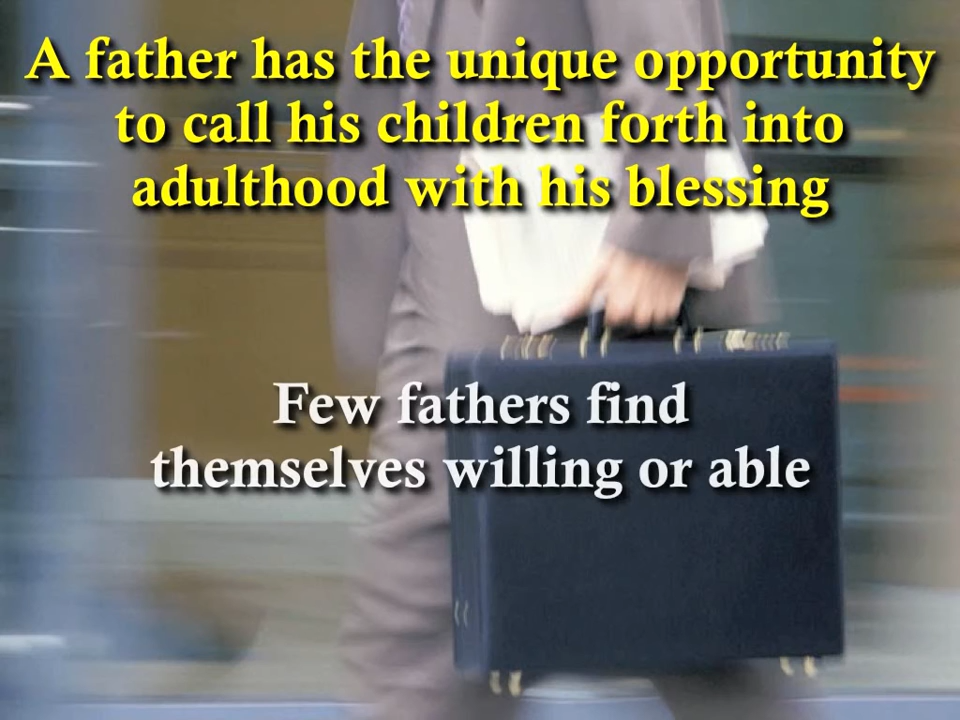 A father has the unique opportunity
to call his children forth into
adulthood with his blessing
Few fathers find
themselves willing or able